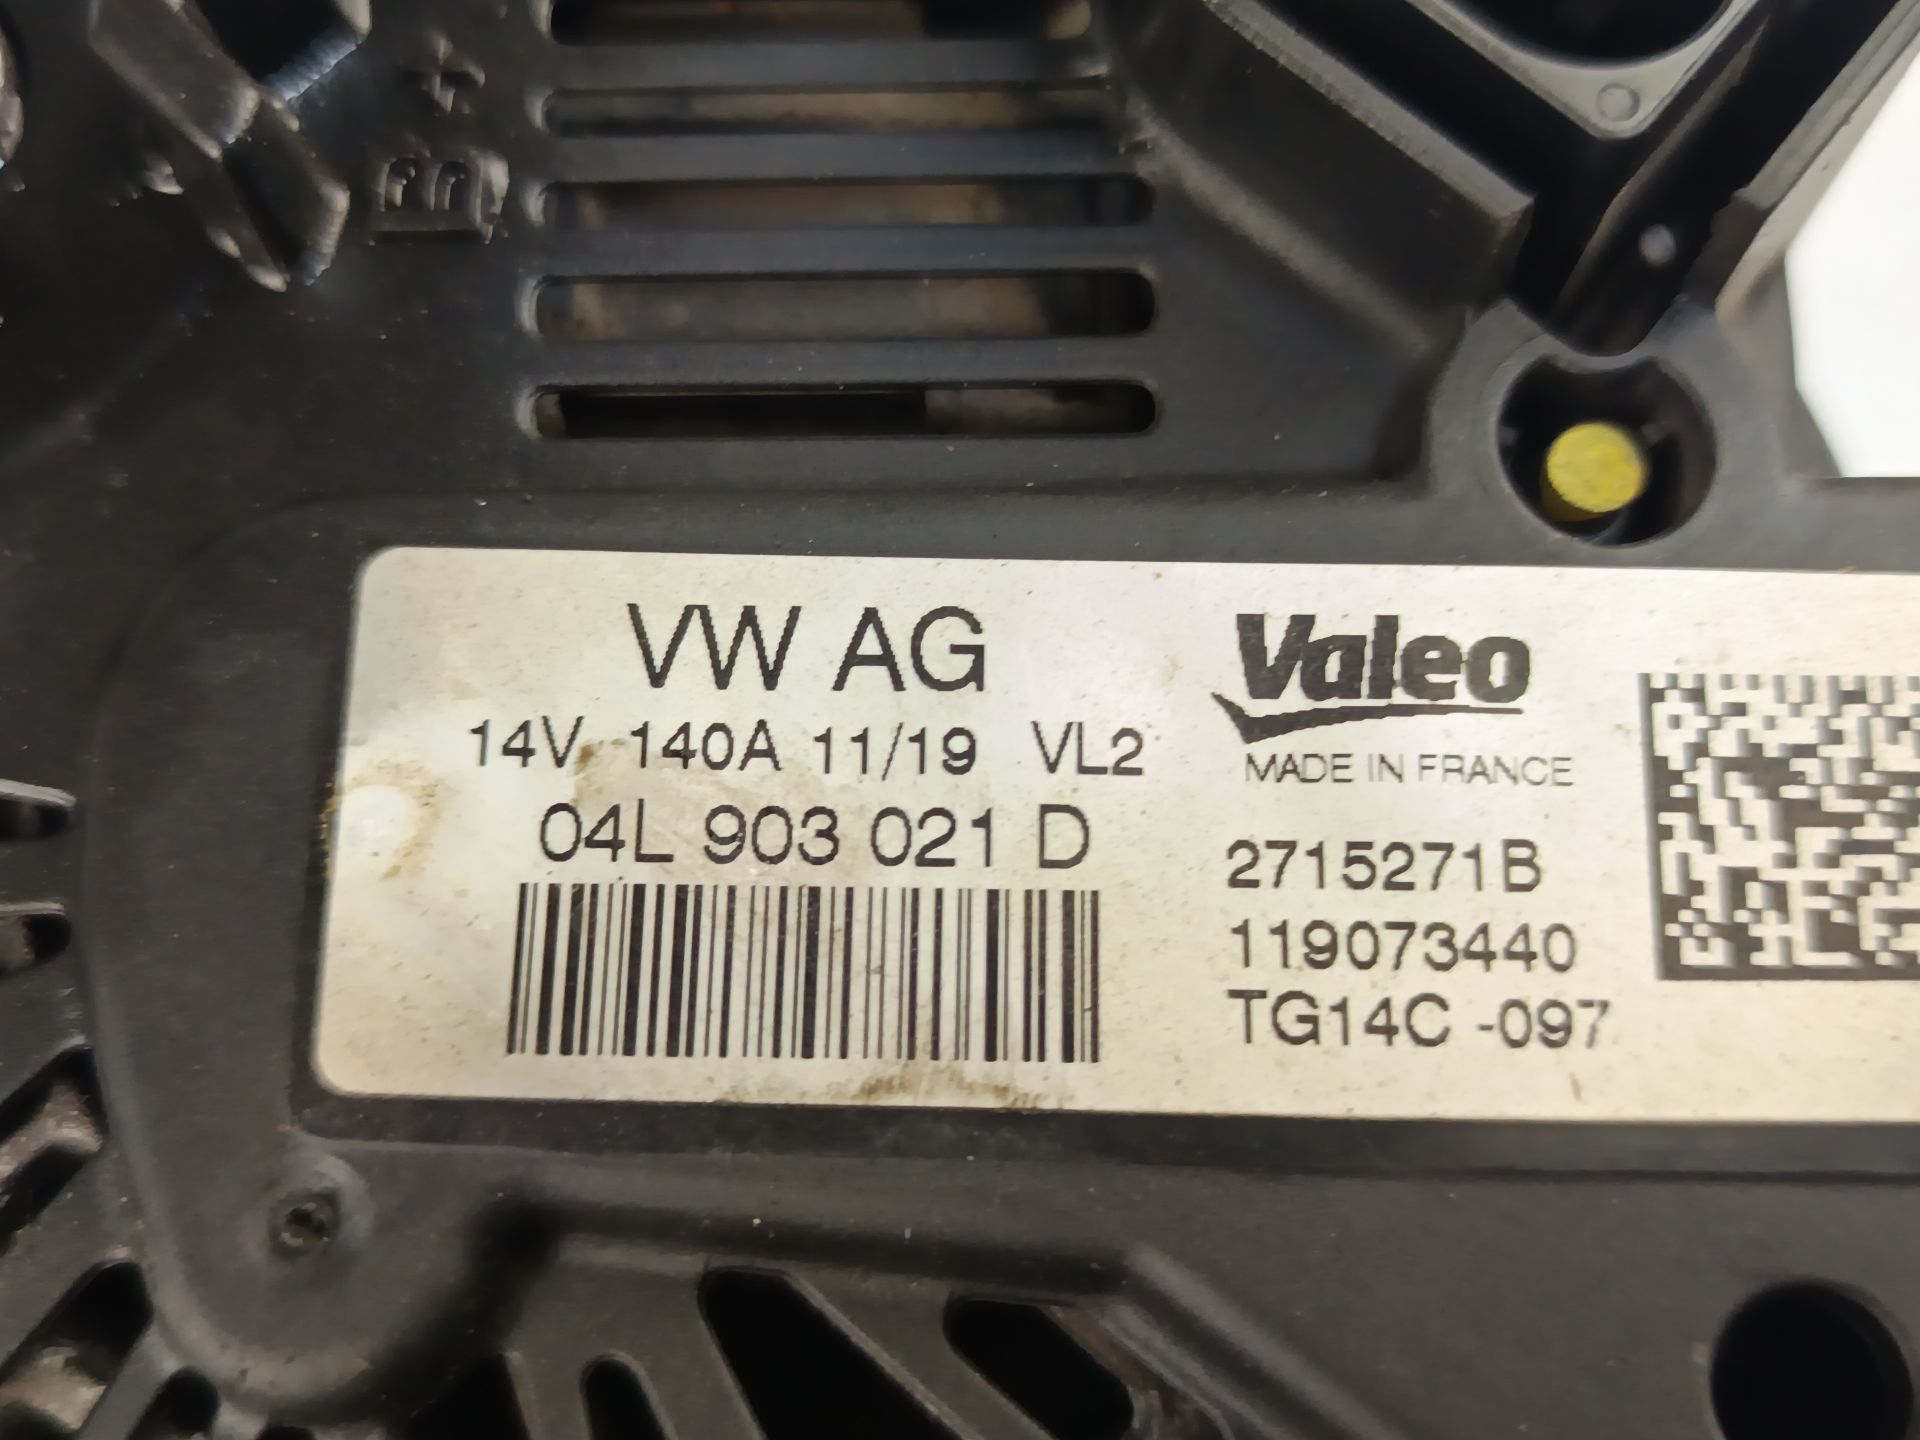 B+
VW AG
14V 140A 11/19 VL2
04L 903 021 D
Valeo
MADE IN FRANCE
2715271B
119073440
TG14C -097